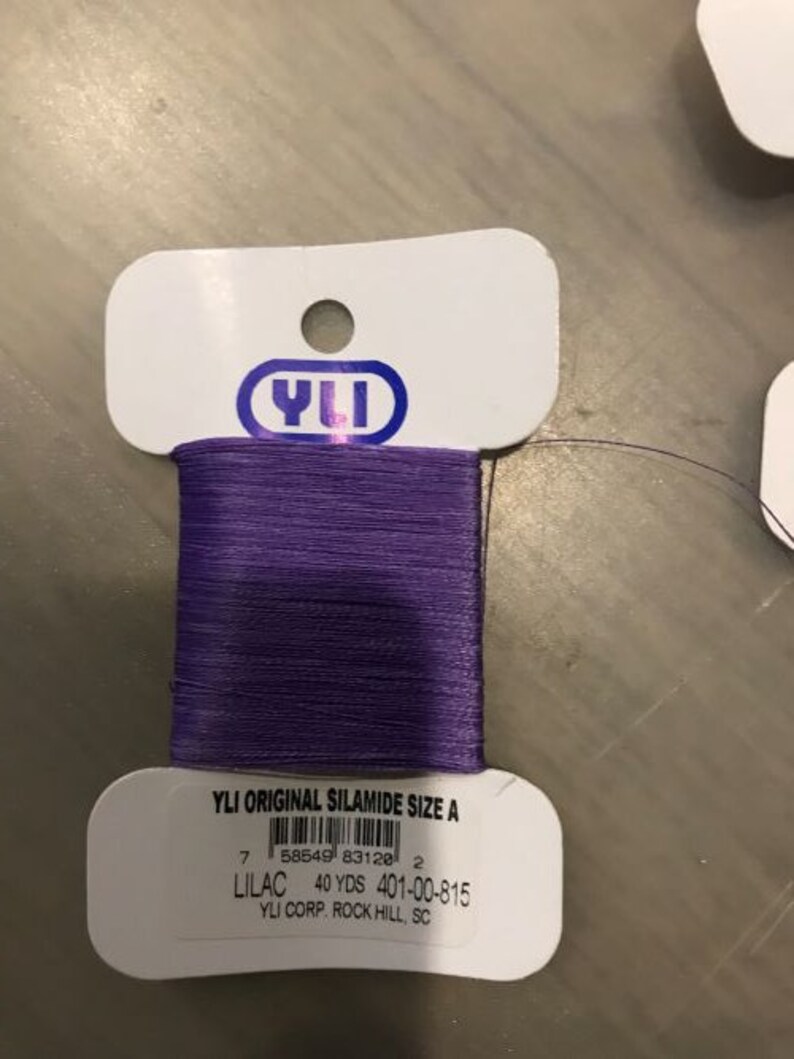 YLI
YLI ORIGINAL SILAMIDE SIZE A
7 58549 83120 2
LILAC 40 YDS 401-00-815
YLI CORP. ROCK HILL, SC